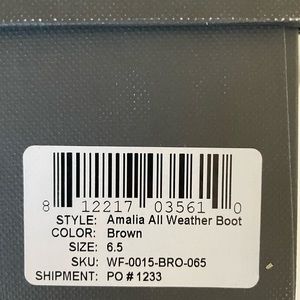 8 12217 03561 0
STYLE: Amalia All Weather Boot
COLOR: Brown
SIZE: 6.5
SKU: WF-0015-BRO-065
SHIPMENT: PO # 1233